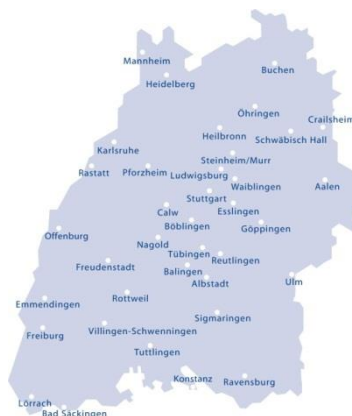 Mannheim
Buchen
Heidelberg
Öhringen
Crailsheim
Heilbronn
Schwäbisch Hall
Karlsruhe
Steinheim/Murr
Rastatt
Pforzheim
Ludwigsburg
Waiblingen
Aalen
Stuttgart
Calw
Esslingen
Böblingen
Göppingen
Offenburg
Nagold
Tübingen
Reutlingen
Freudenstadt
Balingen
Albstadt
Ulm
Rottweil
Emmendingen
Sigmaringen
Freiburg
Villingen-Schwenningen
Tuttlingen
Konstanz
Ravensburg
Lörrach
Bad Säckingen